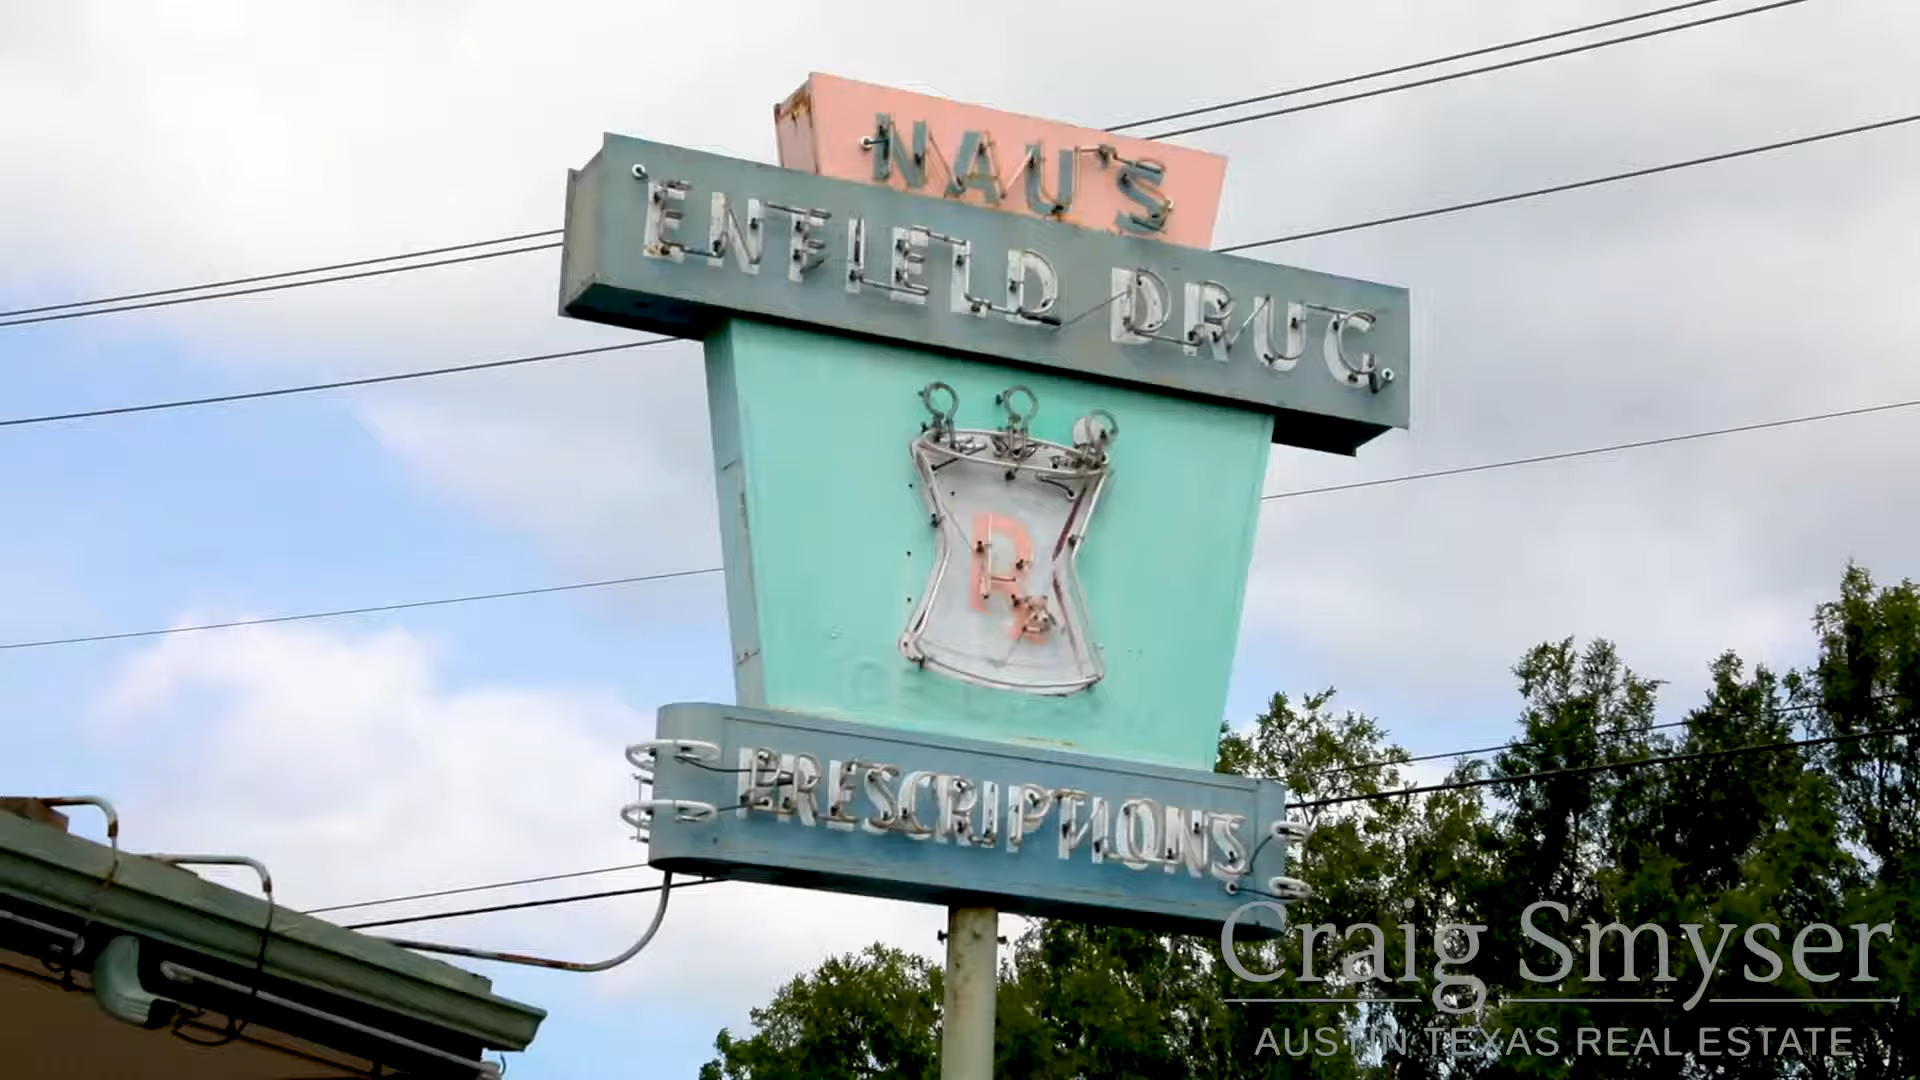 NAU'S
ENFIELD DRUG
R
PRESCRIPTIONS
Craig Smyser
AUSTIN TEXAS REAL ESTATE